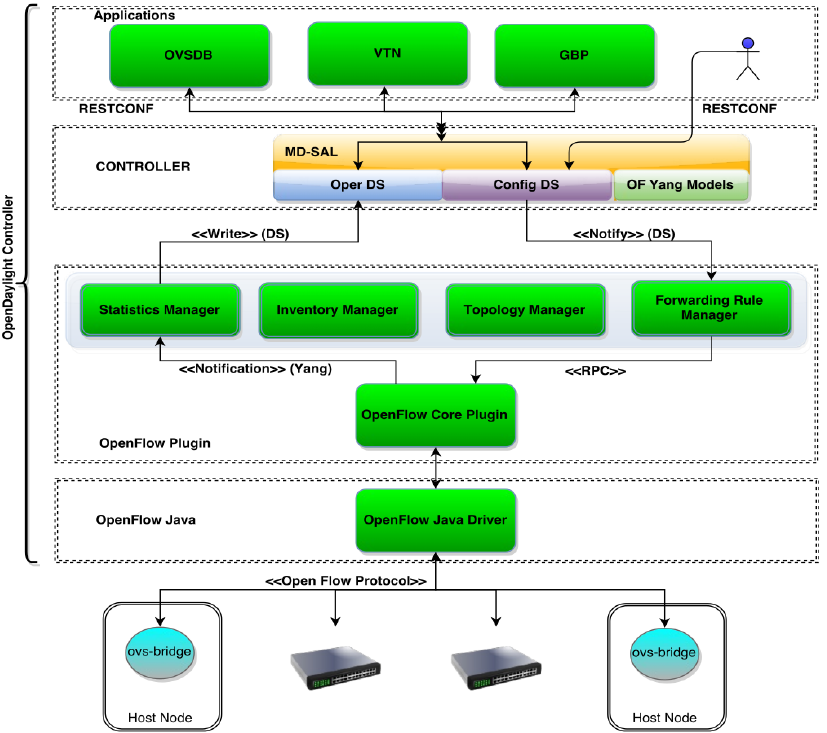 Applications
OVSDB
VTN
GBP
RESTCONF
RESTCONF
CONTROLLER
MD-SAL
Oper DS
Config DS
OF Yang Models
<<Write>> (DS)
<<Notify>> (DS)
OpenDaylight Controller
Statistics Manager
Inventory Manager
Topology Manager
Forwarding Rule
Manager
<<Notification>> (Yang)
<<RPC>>
OpenFlow Core Plugin
OpenFlow Plugin
OpenFlow Java
OpenFlow Java Driver
<<Open Flow Protocol>>
ovs-bridge
ovs-bridge
Host Node
Host Node